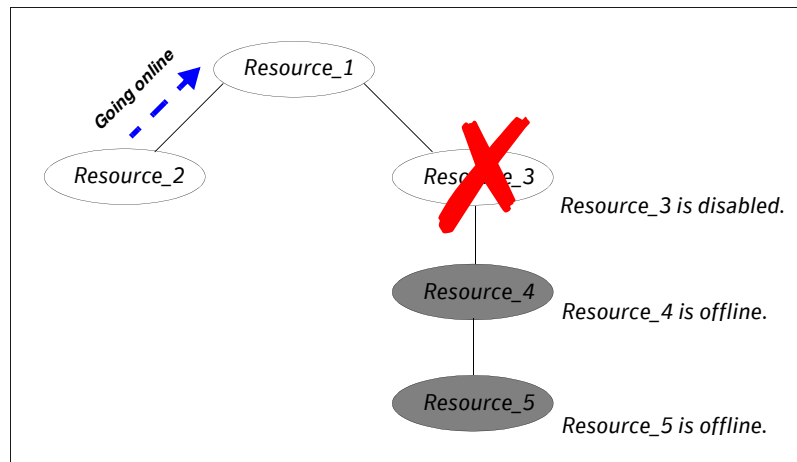 Going online
Resource_1
Resource_2
Resource_3
Resource_3 is disabled.
Resource_4
Resource_4 is offline.
Resource_5
Resource_5 is offline.